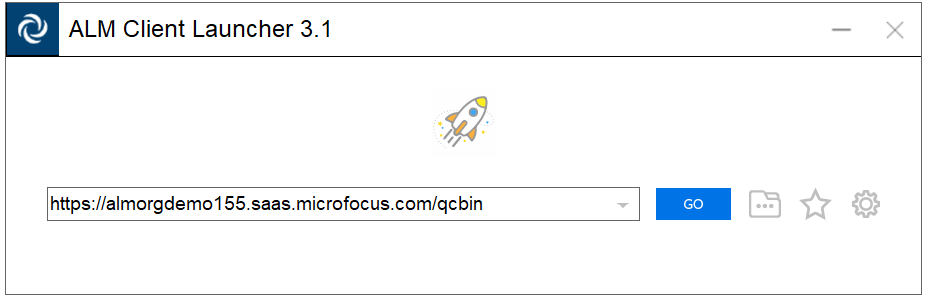 ALM Client Launcher 3.1
https://almorgdemo155.saas.microfocus.com/qcbin GO